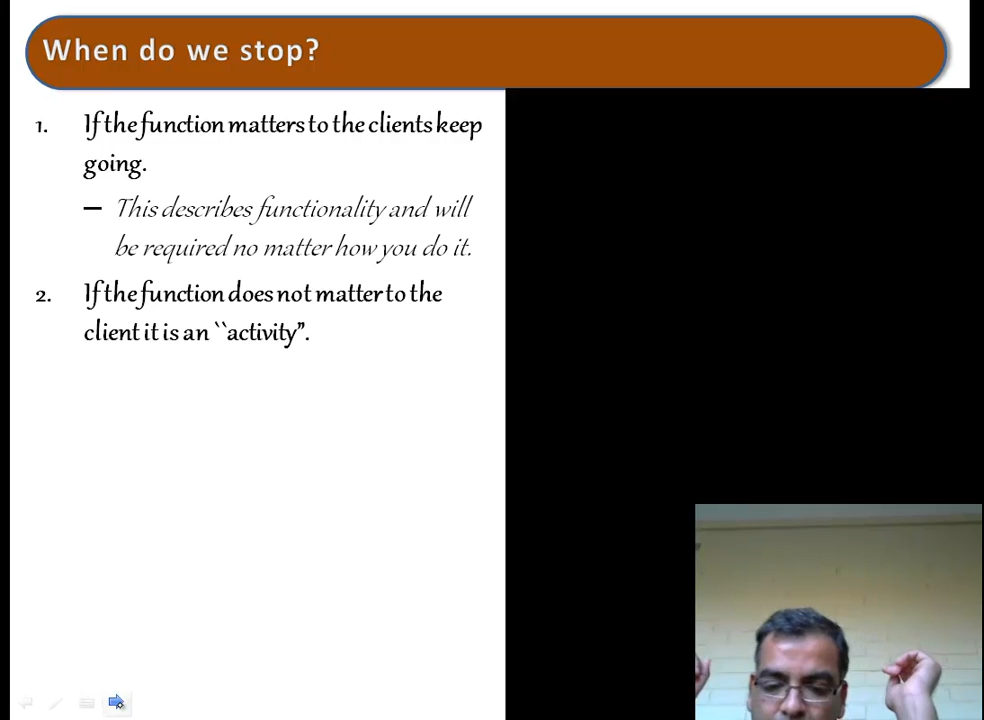 When do we stop?
1. If the function matters to the clients keep
going.
– This describes functionality and will
be required no matter how you do it.
2. If the function does not matter to the
client it is an ``activity”.